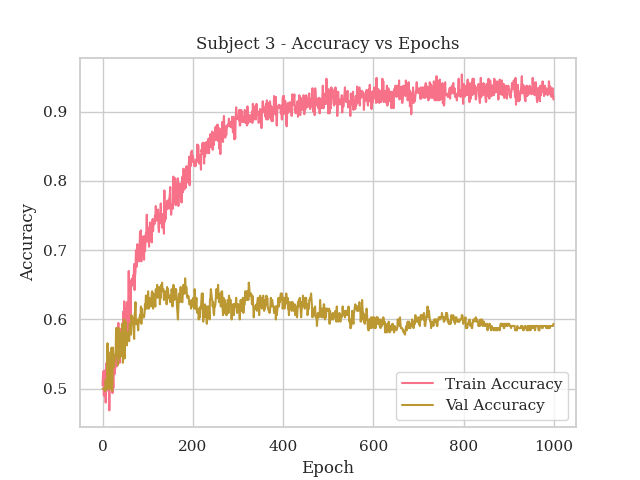 Subject 3 - Accuracy vs Epochs
Accuracy
0.9
0.8
0.7
0.6
0.5
0 200 400 600 800 1000
Epoch
Train Accuracy
Val Accuracy